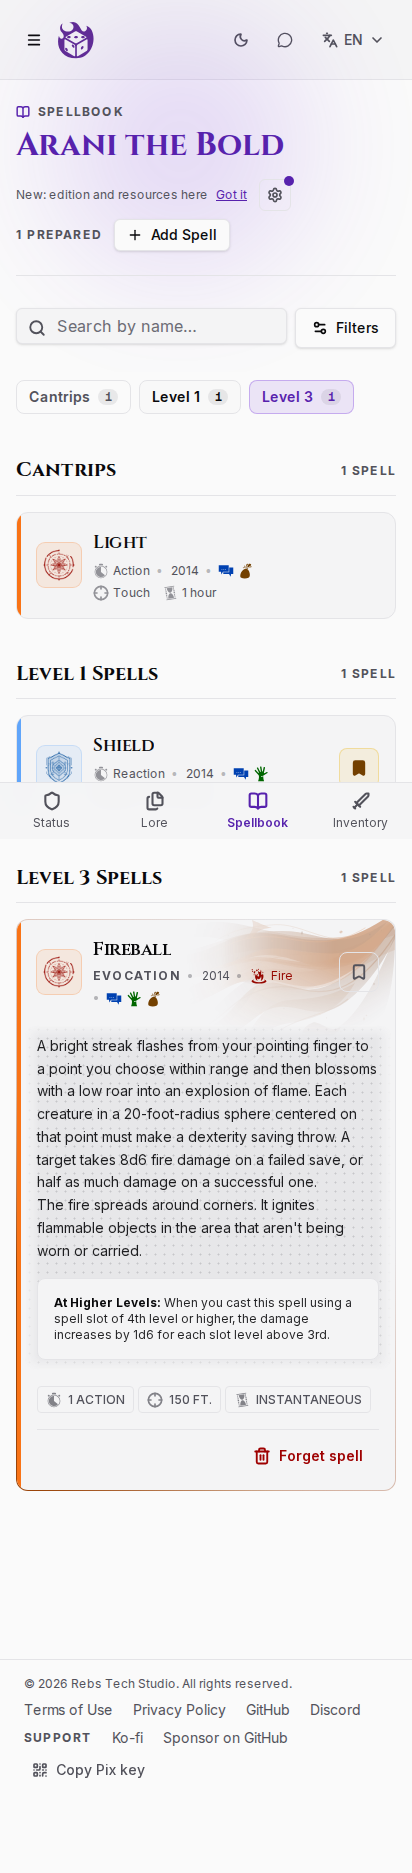 EN
SPELLBOOK
Arani the Bold
New: edition and resources here Got it
1 PREPARED
Add Spell
Search by name...
Filters
Cantrips 1
Level 1 1
Level 3 1
Cantrips
1 SPELL
Light
Action • 2014 •
Touch 1 hour
Level 1 Spells
1 SPELL
Shield
Reaction • 2014 •
Shield
Lore
Spellbook
Inventory
Level 3 Spells
1 SPELL
Fireball
EVOCATION • 2014 • Fire
•
A bright streak flashes from your pointing finger to
a point you choose within range and then blossoms
with a low roar into an explosion of flame. Each
creature in a 20-foot-radius sphere centered on
that point must make a dexterity saving throw. A
target takes 8d6 fire damage on a failed save, or
half as much damage on a successful one.
The fire spreads around corners. It ignites
flammable objects in the area that aren't being
worn or carried.
At Higher Levels: When you cast this spell using a
spell slot of 4th level or higher, the damage
increases by 1d6 for each slot level above 3rd.
1 ACTION
150 FT.
INSTANTANEOUS
Forget spell
© 2026 Rebs Tech Studio. All rights reserved.
Terms of Use Privacy Policy GitHub Discord
SUPPORT Ko-fi Sponsor on GitHub
Copy Pix key